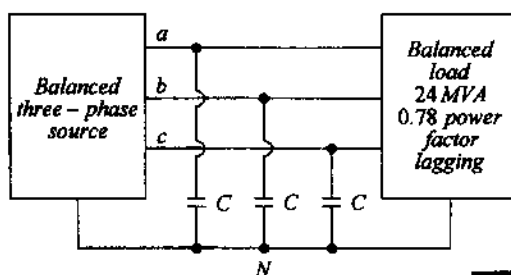 a
b
c
Balanced
three – phase
source
Balanced
load
24 MVA
0.78 power
factor
lagging
C
C
C
N